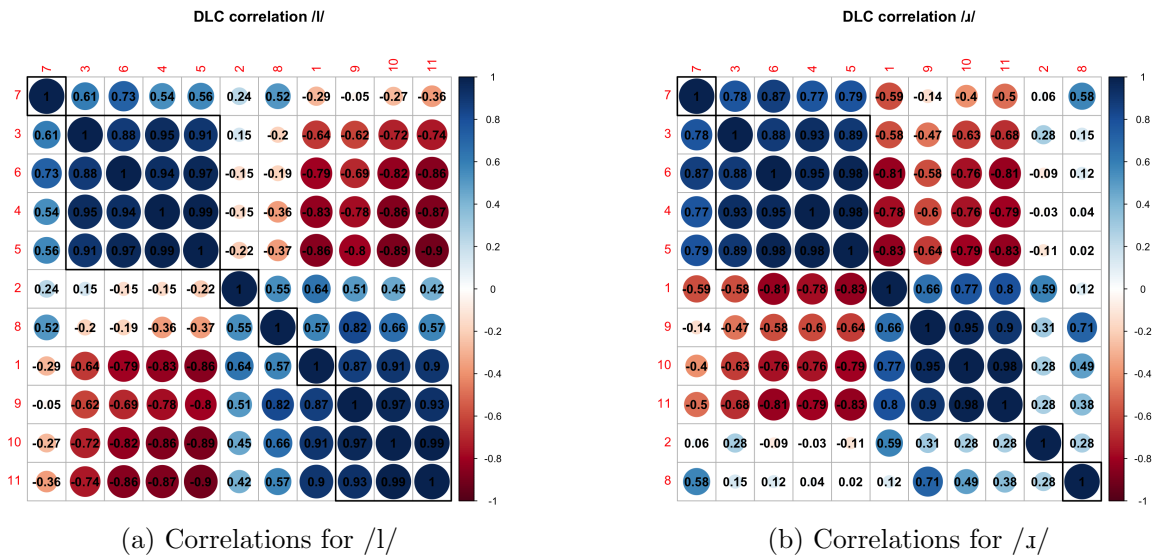 DLC correlation /l/
7 3 6 4 5 2 8 1 9 10 11
7 1 0.61 0.73 0.54 0.56 0.24 0.52 -0.29 -0.05 -0.27 -0.36
3 0.61 1 0.88 0.95 0.91 0.15 -0.2 -0.64 -0.62 -0.72 -0.74
6 0.73 0.88 1 0.94 0.97 -0.15 -0.19 -0.79 -0.69 -0.82 -0.86
4 0.54 0.95 0.94 1 0.99 -0.15 -0.36 -0.83 -0.78 -0.86 -0.87
5 0.56 0.91 0.97 0.99 1 -0.22 -0.37 -0.86 -0.8 -0.89 -0.9
2 0.24 0.15 -0.15 -0.15 -0.22 1 0.55 0.64 0.51 0.45 0.42
8 0.52 -0.2 -0.19 -0.36 -0.37 0.55 1 0.57 0.82 0.66 0.57
1 -0.29 -0.64 -0.79 -0.83 -0.86 0.64 0.57 1 0.87 0.91 0.9
9 -0.05 -0.62 -0.69 -0.78 -0.8 0.51 0.82 0.87 1 0.97 0.93
10 -0.27 -0.72 -0.82 -0.86 -0.89 0.45 0.66 0.91 0.97 1 0.99
11 -0.36 -0.74 -0.86 -0.87 -0.9 0.42 0.57 0.9 0.93 0.99 1
1
0.8
0.6
0.4
0.2
0
-0.2
-0.4
-0.6
-0.8
-1
(a) Correlations for /l/
DLC correlation /ɹ/
7 3 6 4 5 1 9 10 11 2 8
7 1 0.78 0.87 0.77 0.79 -0.59 -0.14 -0.4 -0.5 0.06 0.58
3 0.78 1 0.88 0.93 0.89 -0.58 -0.47 -0.63 -0.68 0.28 0.15
6 0.87 0.88 1 0.95 0.98 -0.81 -0.58 -0.76 -0.81 -0.09 0.12
4 0.77 0.93 0.95 1 0.98 -0.78 -0.6 -0.76 -0.79 -0.03 0.04
5 0.79 0.89 0.98 0.98 1 -0.83 -0.64 -0.79 -0.83 -0.11 0.02
1 -0.59 -0.58 -0.81 -0.78 -0.83 1 0.66 0.77 0.8 0.59 0.12
9 -0.14 -0.47 -0.58 -0.6 -0.64 0.66 1 0.95 0.9 0.31 0.71
10 -0.4 -0.63 -0.76 -0.76 -0.79 0.77 0.95 1 0.98 0.28 0.49
11 -0.5 -0.68 -0.81 -0.79 -0.83 0.8 0.9 0.98 1 0.28 0.38
2 0.06 0.28 -0.09 -0.03 -0.11 0.59 0.31 0.28 0.28 1 0.28
8 0.58 0.15 0.12 0.04 0.02 0.12 0.71 0.49 0.38 0.28 1
1
0.8
0.6
0.4
0.2
0
-0.2
-0.4
-0.6
-0.8
-1
(b) Correlations for /ɹ/